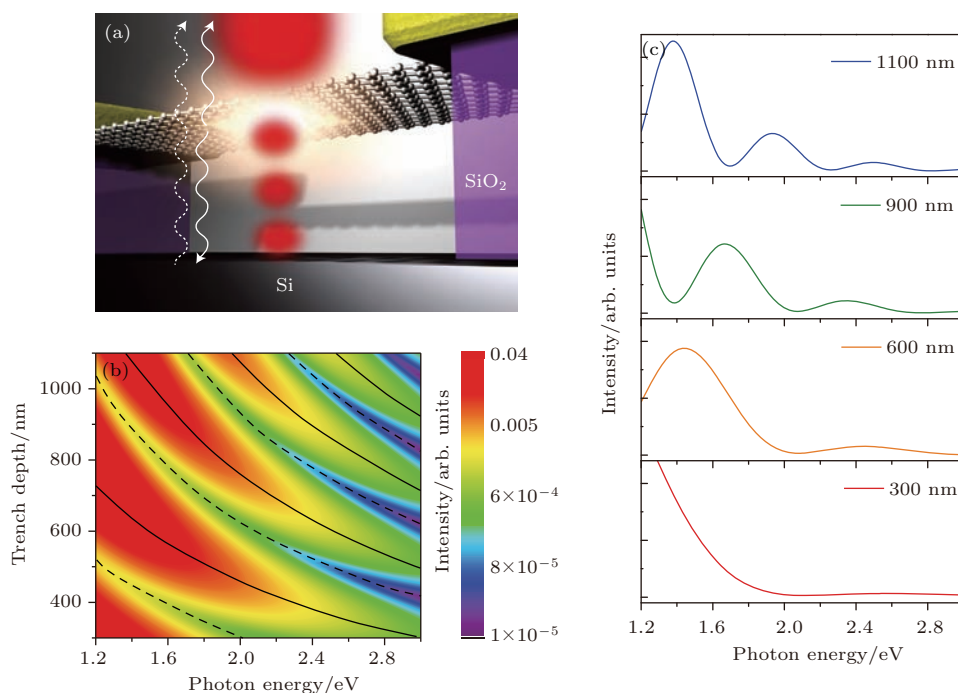 (a)
SiO₂
Si
(b)
Trench depth/nm
1000
800
600
400
1.2
1.6
2.0
2.4
2.8
Photon energy/eV
0.04
0.005
6×10⁻⁴
8×10⁻⁵
1×10⁻⁵
Intensity/arb. units
(c)
1100 nm
900 nm
600 nm
300 nm
Intensity/arb. units
1.2
1.6
2.0
2.4
2.8
Photon energy/eV